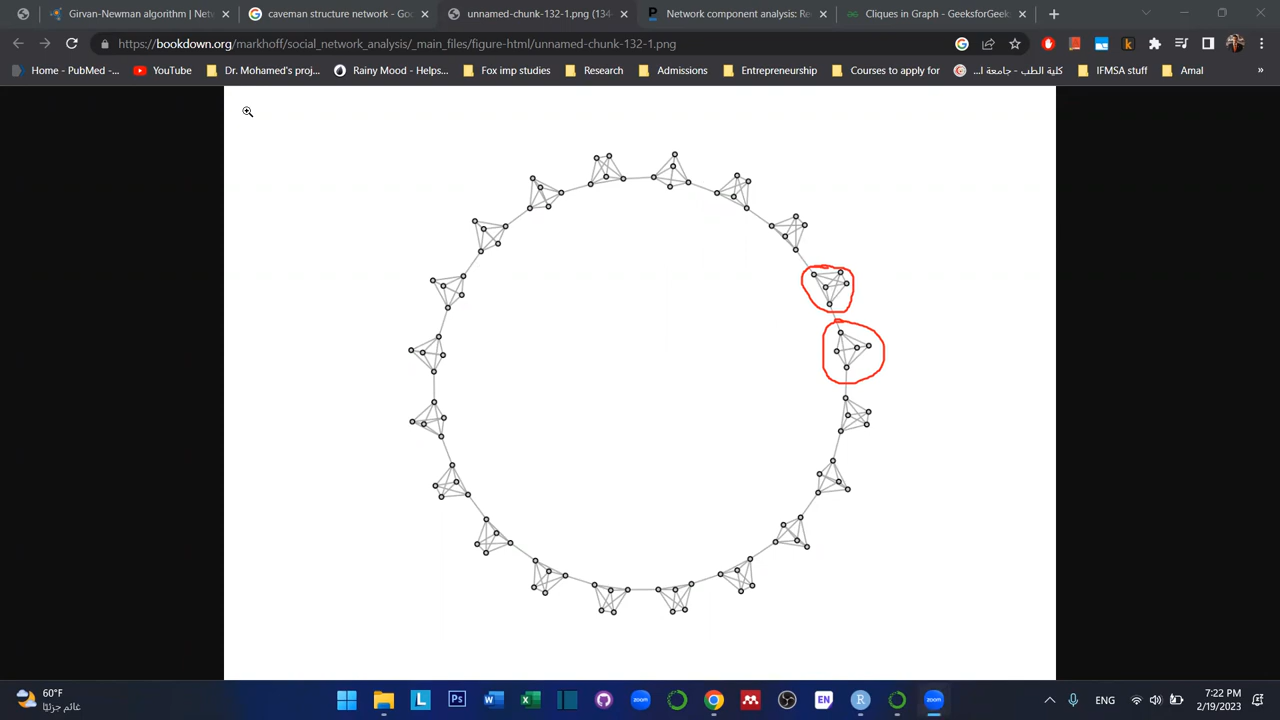 Girvan-Newman algorithm | Netw
caveman structure network - Goo
unnamed-chunk-132-1.png (134
Network component analysis: Re
Cliques in Graph - GeeksforGeek
https://bookdown.org/markhoff/social_network_analysis/_main_files/figure-html/unnamed-chunk-132-1.png
Home - PubMed -...
YouTube
Dr. Mohamed's proj...
Rainy Mood - Helps...
Fox imp studies
Research
Admissions
Entrepreneurship
Courses to apply for
كلية الطب - جامعة ا...
IFMSA stuff
Amal
60°F
غائم جزئيًا
ENG
7:22 PM
2/19/2023